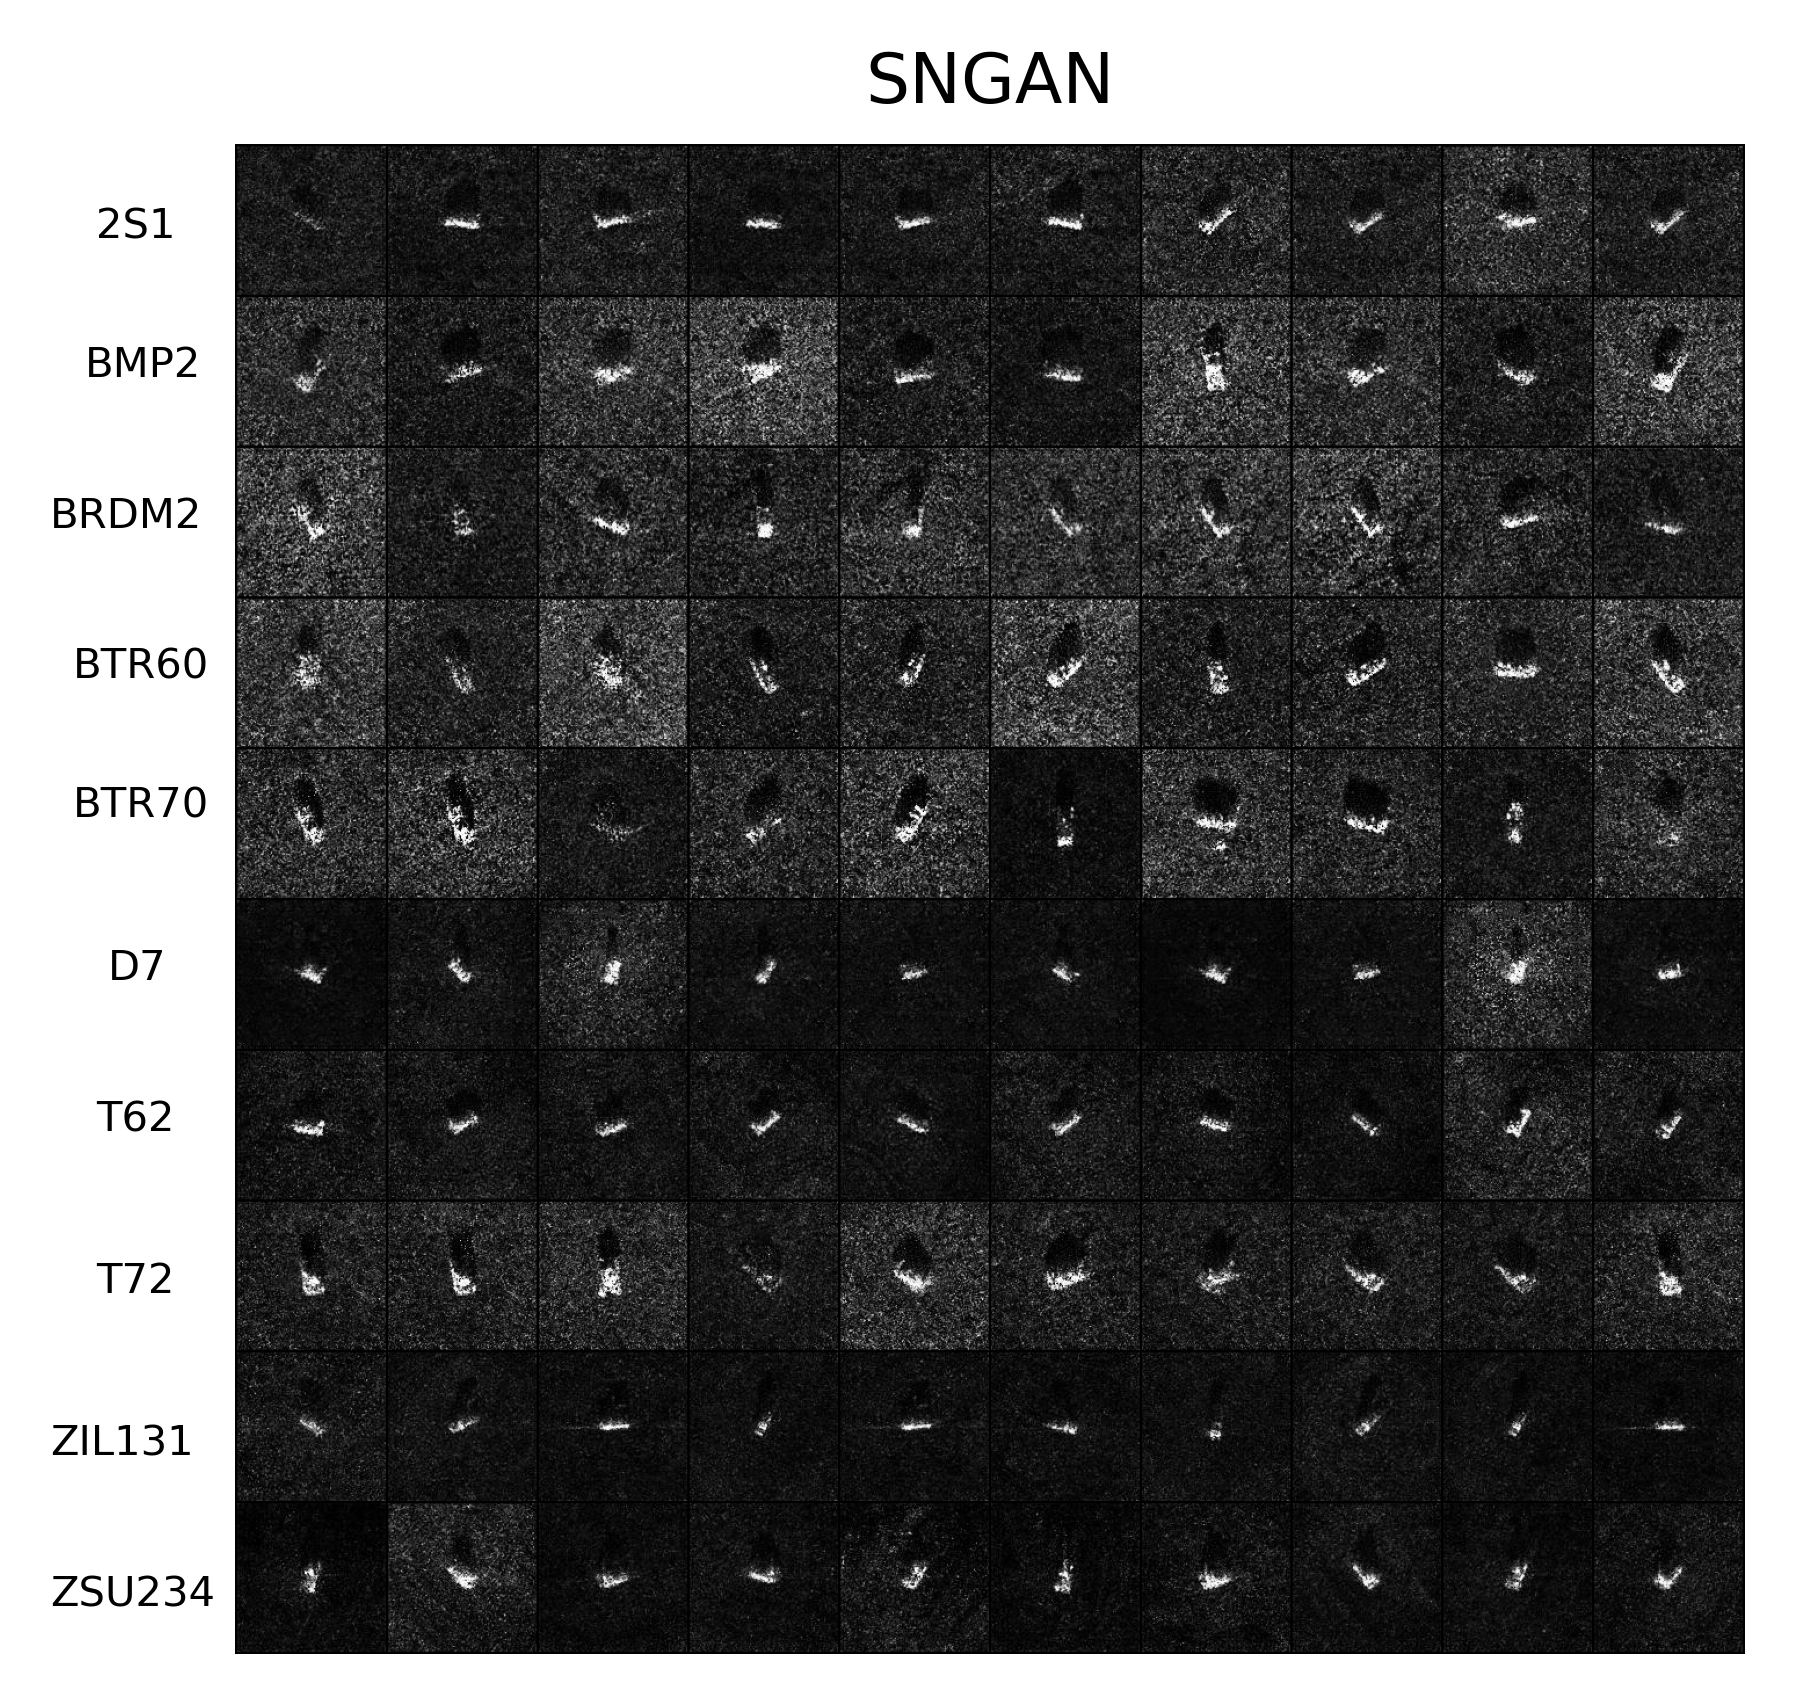 SNGAN
2S1
BMP2
BRDM2
BTR60
BTR70
D7
T62
T72
ZIL131
ZSU234